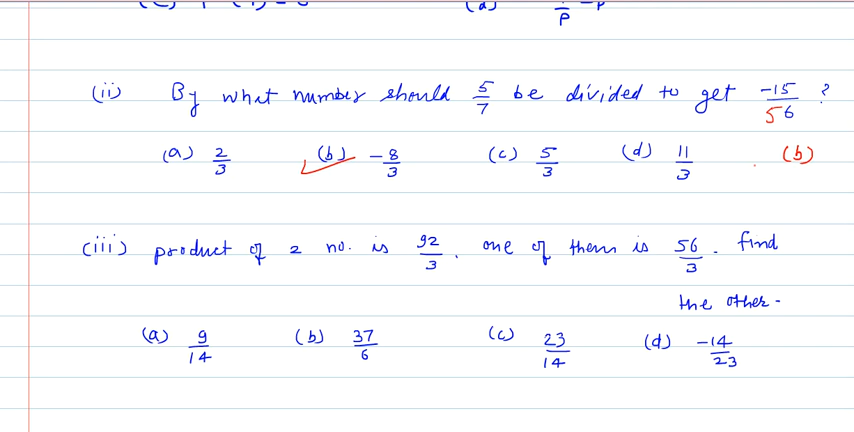 (ii) By what number should 5/7 be divided to get -15/56 ?
(a) 2/3 (b) -8/3 (c) 5/3 (d) 11/3 (b)
(iii) product of 2 no. is 92/3 . one of them is 56/3 . find
the other .
(a) 9/14 (b) 37/6 (c) 23/14 (d) -14/23